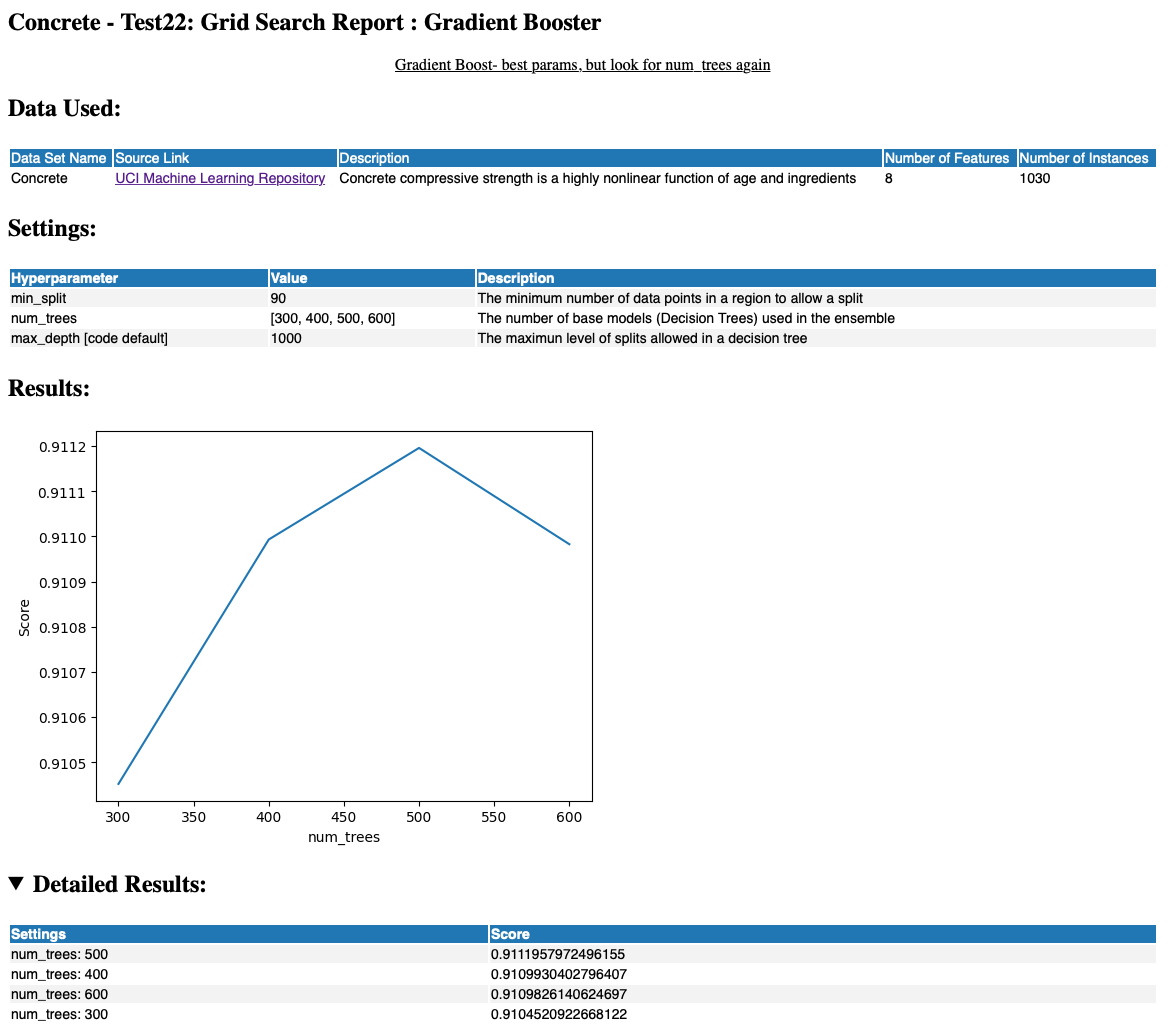 Concrete - Test22: Grid Search Report : Gradient Booster
Gradient Boost- best params, but look for num_trees again
Data Used:
Data Set Name Source Link Description Number of Features Number of Instances
Concrete UCI Machine Learning Repository Concrete compressive strength is a highly nonlinear function of age and ingredients 8 1030
Settings:
Hyperparameter Value Description
min_split 90 The minimum number of data points in a region to allow a split
num_trees [300, 400, 500, 600] The number of base models (Decision Trees) used in the ensemble
max_depth [code default] 1000 The maximun level of splits allowed in a decision tree
Results:
0.9112
0.9111
0.9110
0.9109
0.9108
0.9107
0.9106
0.9105
Score
300 350 400 450 500 550 600
num_trees
▼ Detailed Results:
Settings Score
num_trees: 500 0.9111957972496155
num_trees: 400 0.9109930402796407
num_trees: 600 0.9109826140624697
num_trees: 300 0.9104520922668122